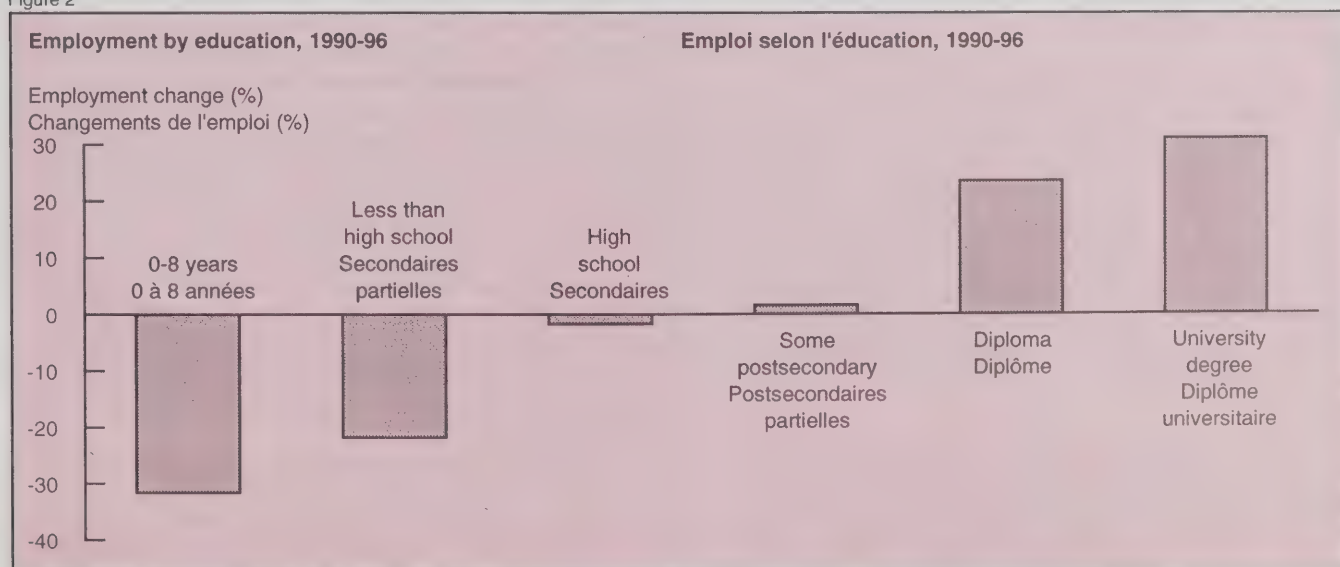 Figure 2
Employment by education, 1990-96
Emploi selon l'éducation, 1990-96
Employment change (%)
Changements de l'emploi (%)
30
20
10
0
-10
-20
-30
-40
0-8 years
0 à 8 années
Less than
high school
Secondaires
partielles
High
school
Secondaires
Some
postsecondary
Postsecondaires
partielles
Diploma
Diplôme
University
degree
Diplôme
universitaire